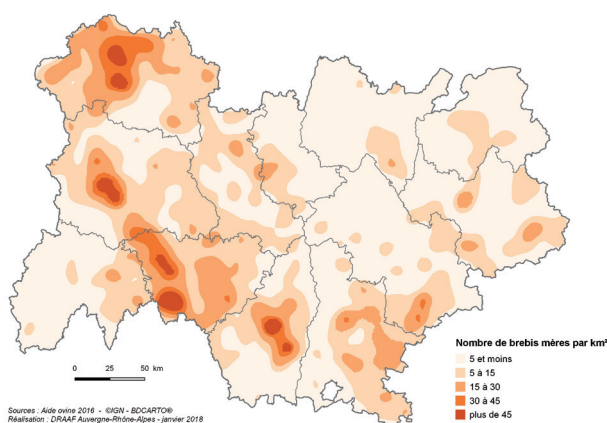 Nombre de brebis mères par km²
5 et moins
5 à 15
15 à 30
30 à 45
plus de 45
0 25 50 km
Sources : Aide ovine 2016 - ©IGN - BDCARTO®
Réalisation : DRAAF Auvergne-Rhône-Alpes - janvier 2018